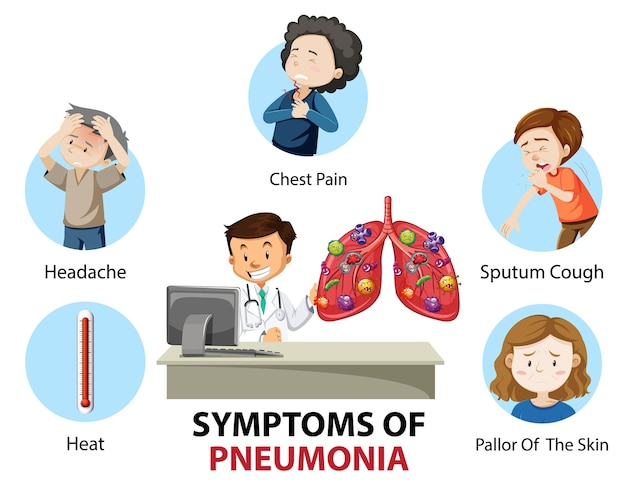 Chest Pain
Headache
Sputum Cough
Heat
Pallor Of The Skin
SYMPTOMS OF
PNEUMONIA